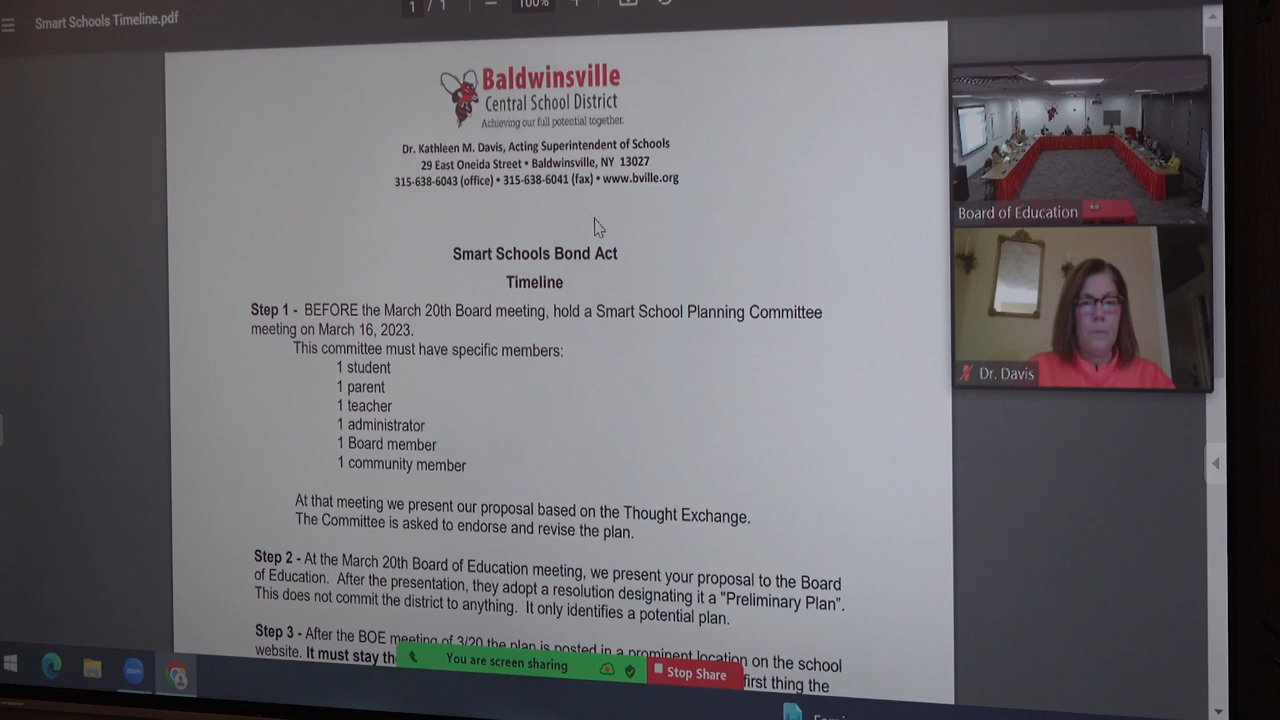 Smart Schools Timeline.pdf
1 / 1
100%
Baldwinsville
Central School District
Achieving our full potential together.
Dr. Kathleen M. Davis, Acting Superintendent of Schools
29 East Oneida Street • Baldwinsville, NY 13027
315-638-6043 (office) • 315-638-6041 (fax) • www.bville.org
Smart Schools Bond Act
Timeline
Step 1 - BEFORE the March 20th Board meeting, hold a Smart School Planning Committee
meeting on March 16, 2023.
This committee must have specific members:
1 student
1 parent
1 teacher
1 administrator
1 Board member
1 community member
At that meeting we present our proposal based on the Thought Exchange.
The Committee is asked to endorse and revise the plan.
Step 2 - At the March 20th Board of Education meeting, we present your proposal to the Board
of Education. After the presentation, they adopt a resolution designating it a "Preliminary Plan".
This does not commit the district to anything. It only identifies a potential plan.
Step 3 - After the BOE meeting of 3/20 the plan is posted in a prominent location on the school
website. It must stay
first thing the
You are screen sharing
Stop Share
Board of Education
Dr. Davis
zoom